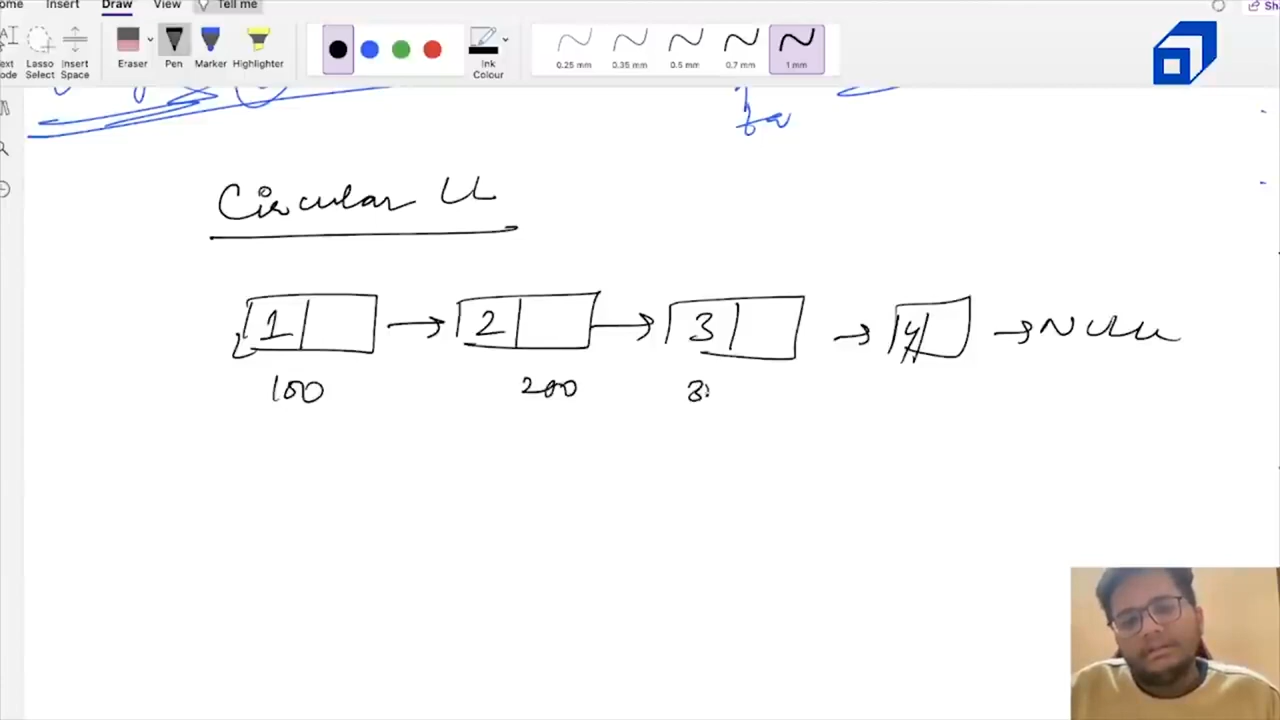 Insert Draw View Tell me
Eraser Pen Marker Highlighter
Lasso Select Insert Space
Ink Colour
0.25 mm 0.35 mm 0.5 mm 0.7 mm 1 mm
Circular LL
1 → 2 → 3 → 4 → NULL
100 200 3